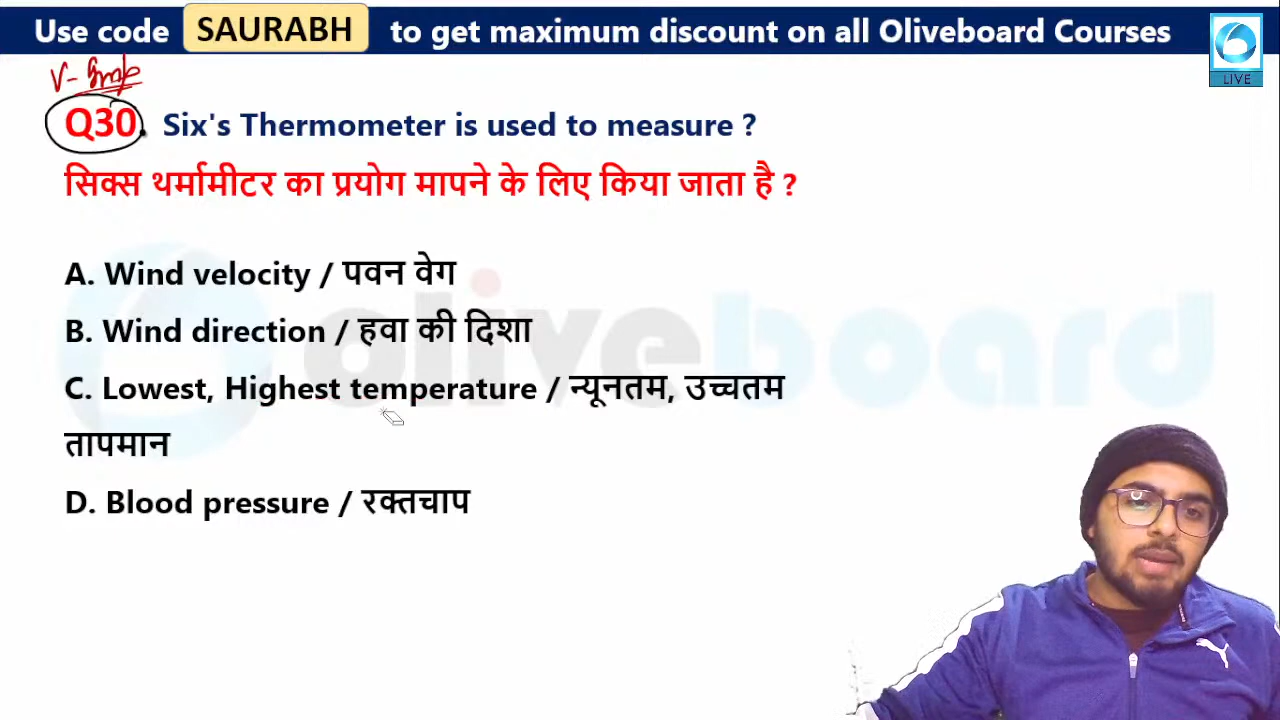 Use code SAURABH to get maximum discount on all Oliveboard Courses
LIVE
V-Imp
Q30. Six's Thermometer is used to measure ?
सिक्स थर्मामीटर का प्रयोग मापने के लिए किया जाता है ?
A. Wind velocity / पवन वेग
B. Wind direction / हवा की दिशा
C. Lowest, Highest temperature / न्यूनतम, उच्चतम
तापमान
D. Blood pressure / रक्तचाप
oliveboard